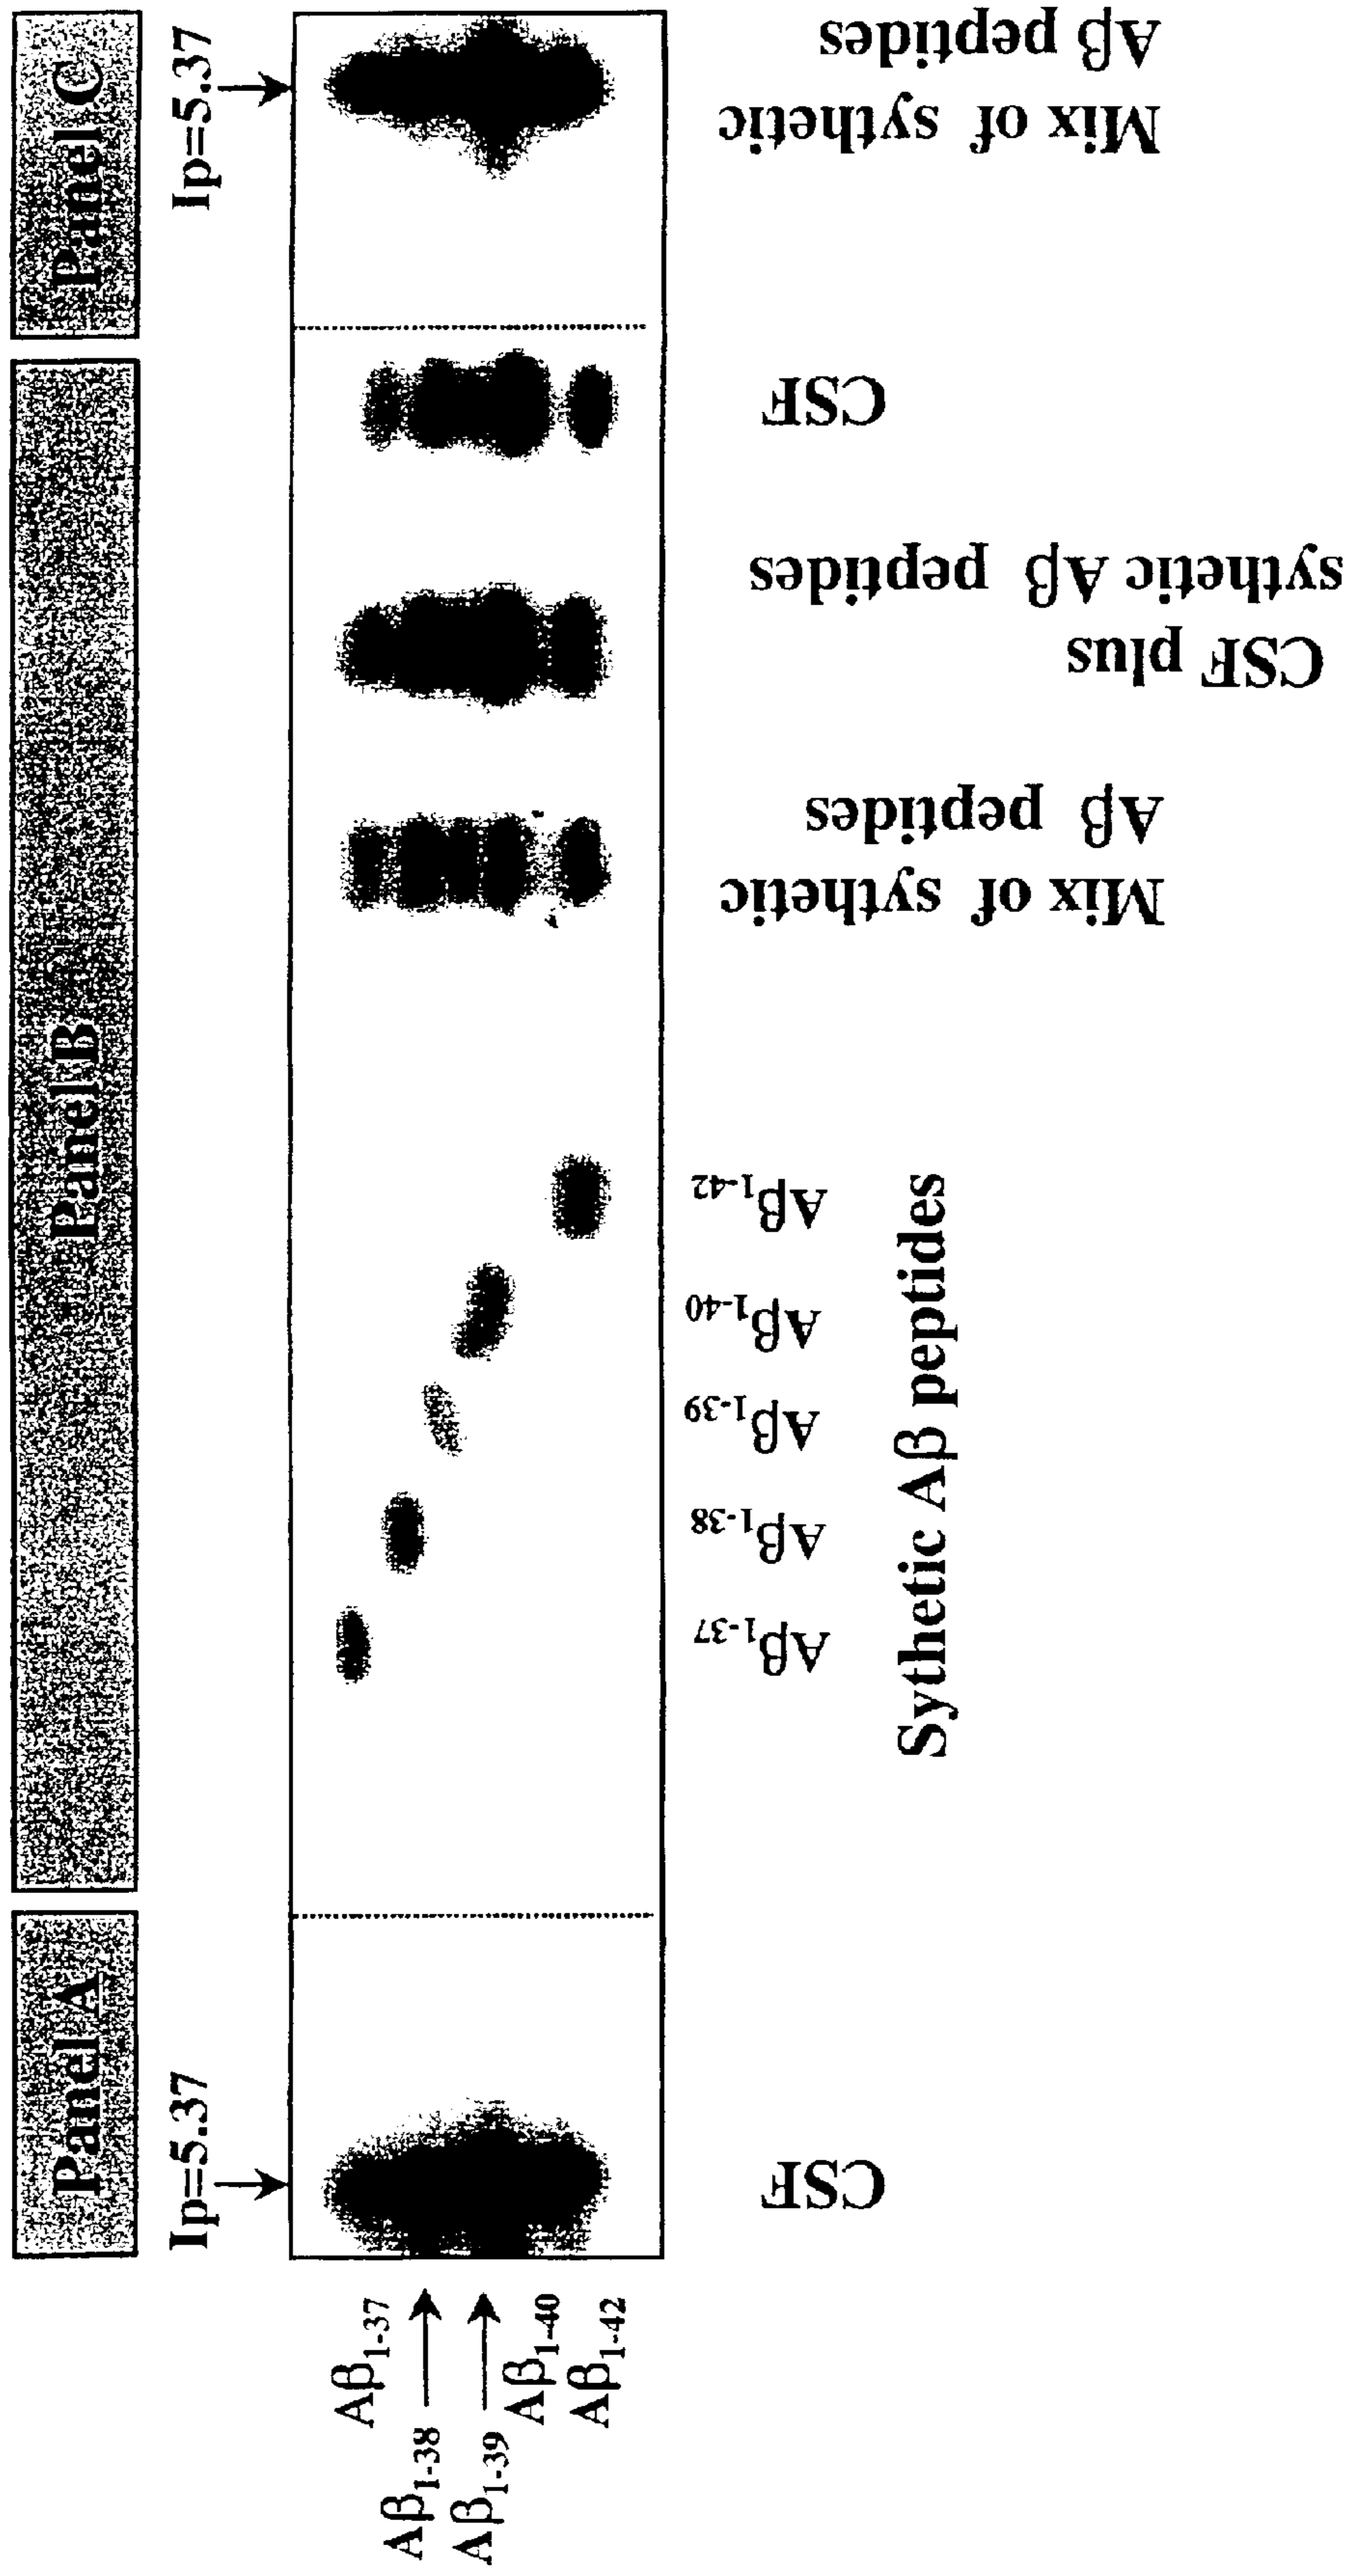 Panel A
Panel B
Panel C
Ip=5.37
Ip=5.37
Aβ1-37
Aβ1-38
Aβ1-39
Aβ1-40
Aβ1-42
CSF
Aβ1-37
Aβ1-38
Aβ1-39
Aβ1-40
Aβ1-42
Sythetic Aβ peptides
Mix of sythetic
Aβ peptides
CSF plus
sythetic Aβ peptides
CSF
Mix of sythetic
Aβ peptides